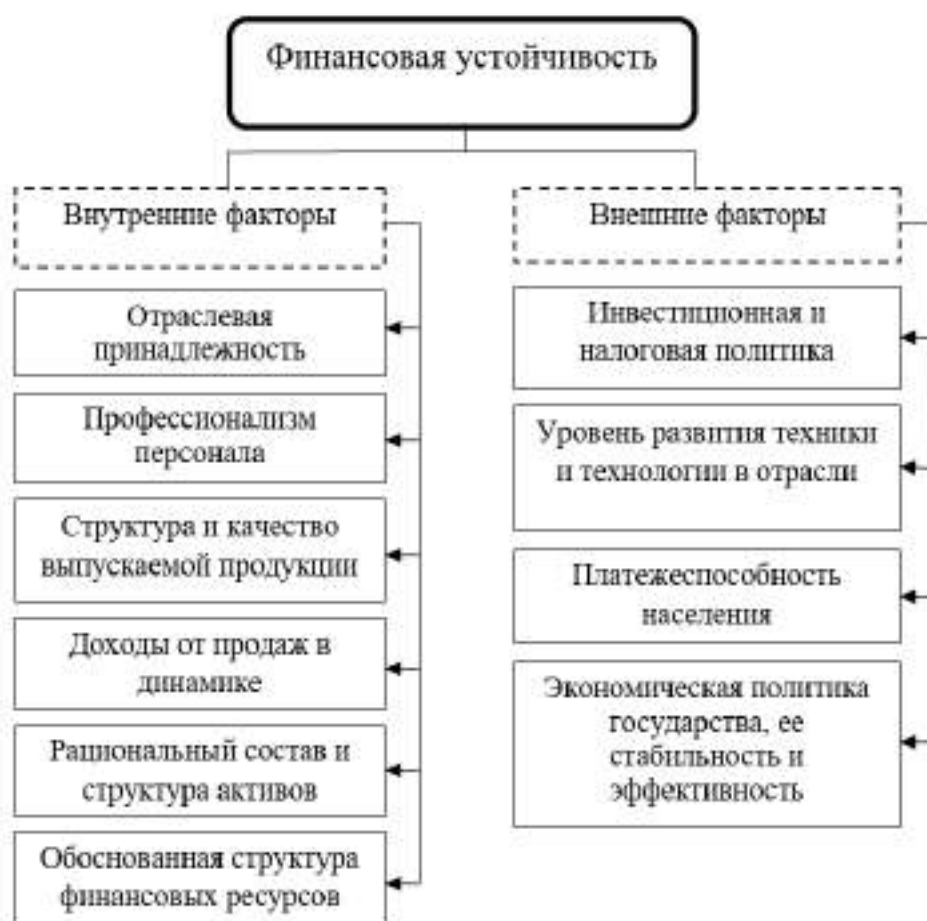 Финансовая устойчивость
Внутренние факторы
Отраслевая
принадлежность
Профессионализм
персонала
Структура и качество
выпускаемой продукции
Доходы от продаж в
динамике
Рациональный состав и
структура активов
Обоснованная структура
финансовых ресурсов
Внешние факторы
Инвестиционная и
налоговая политика
Уровень развития техники
и технологии в отрасли
Платежеспособность
населения
Экономическая политика
государства, ее
стабильность и
эффективность